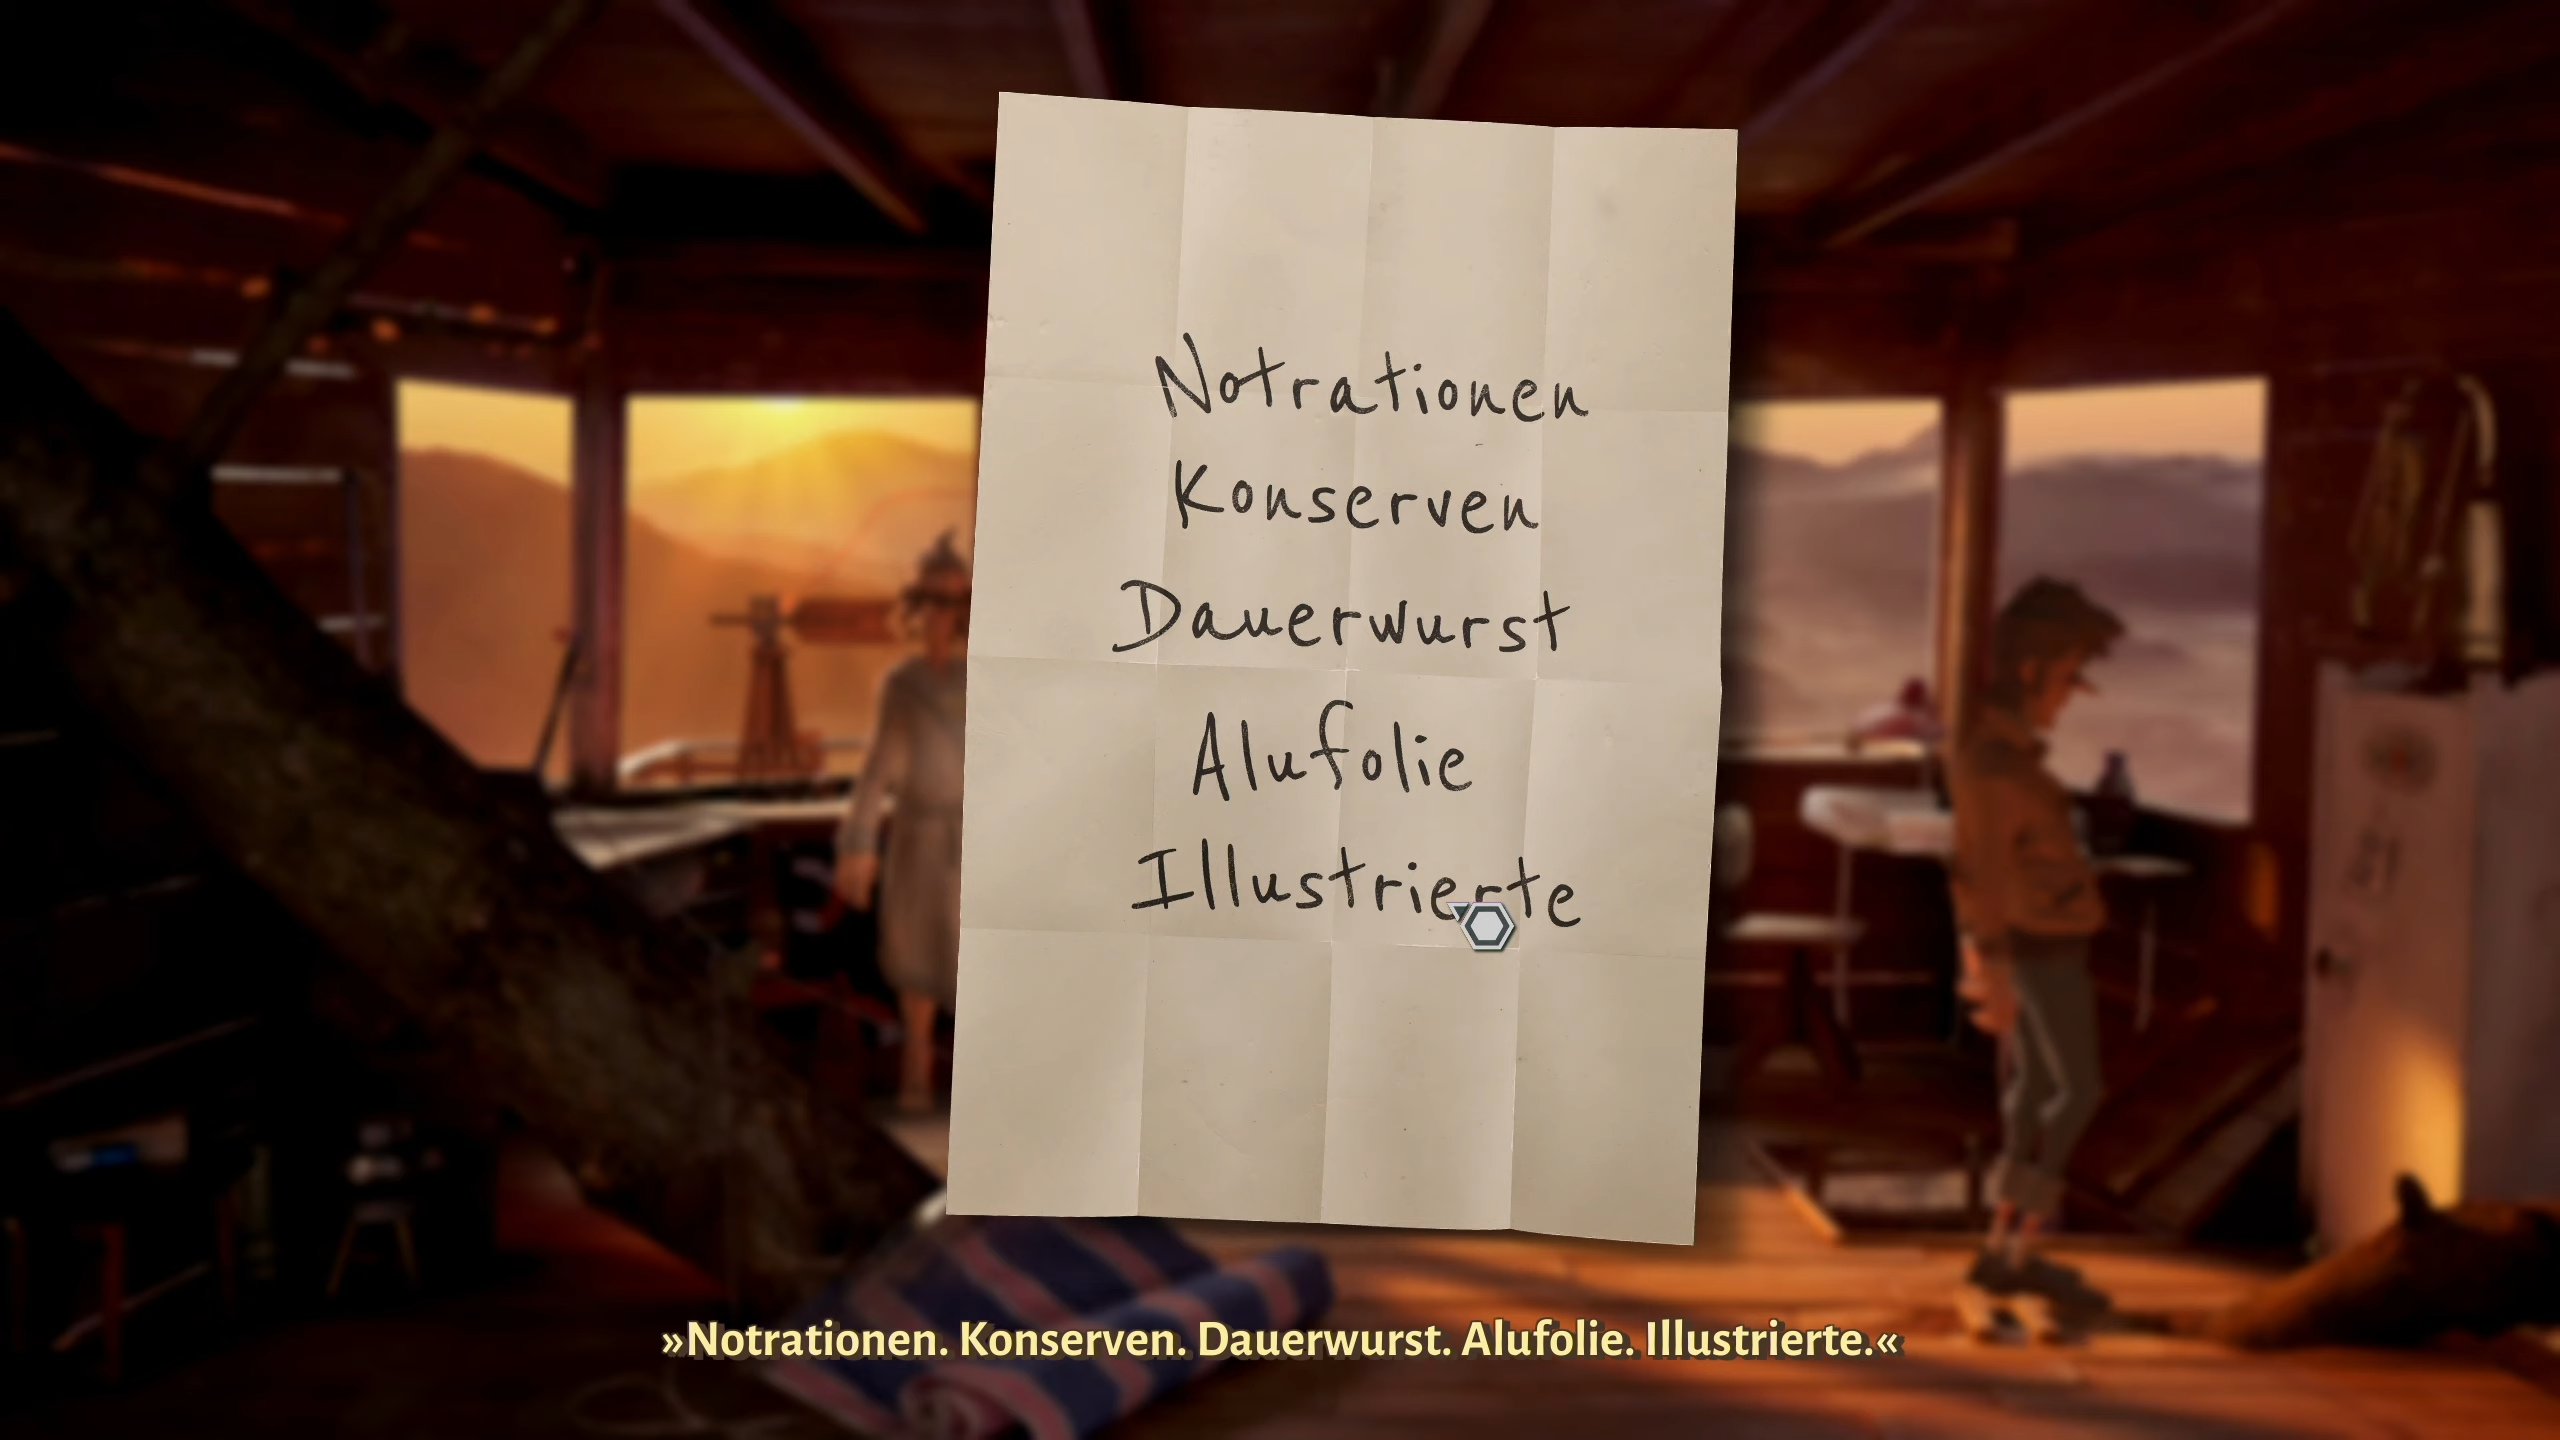 Notrationen
Konserven
Dauerwurst
Alufolie
Illustrierte
»Notrationen. Konserven. Dauerwurst. Alufolie. Illustrierte.«